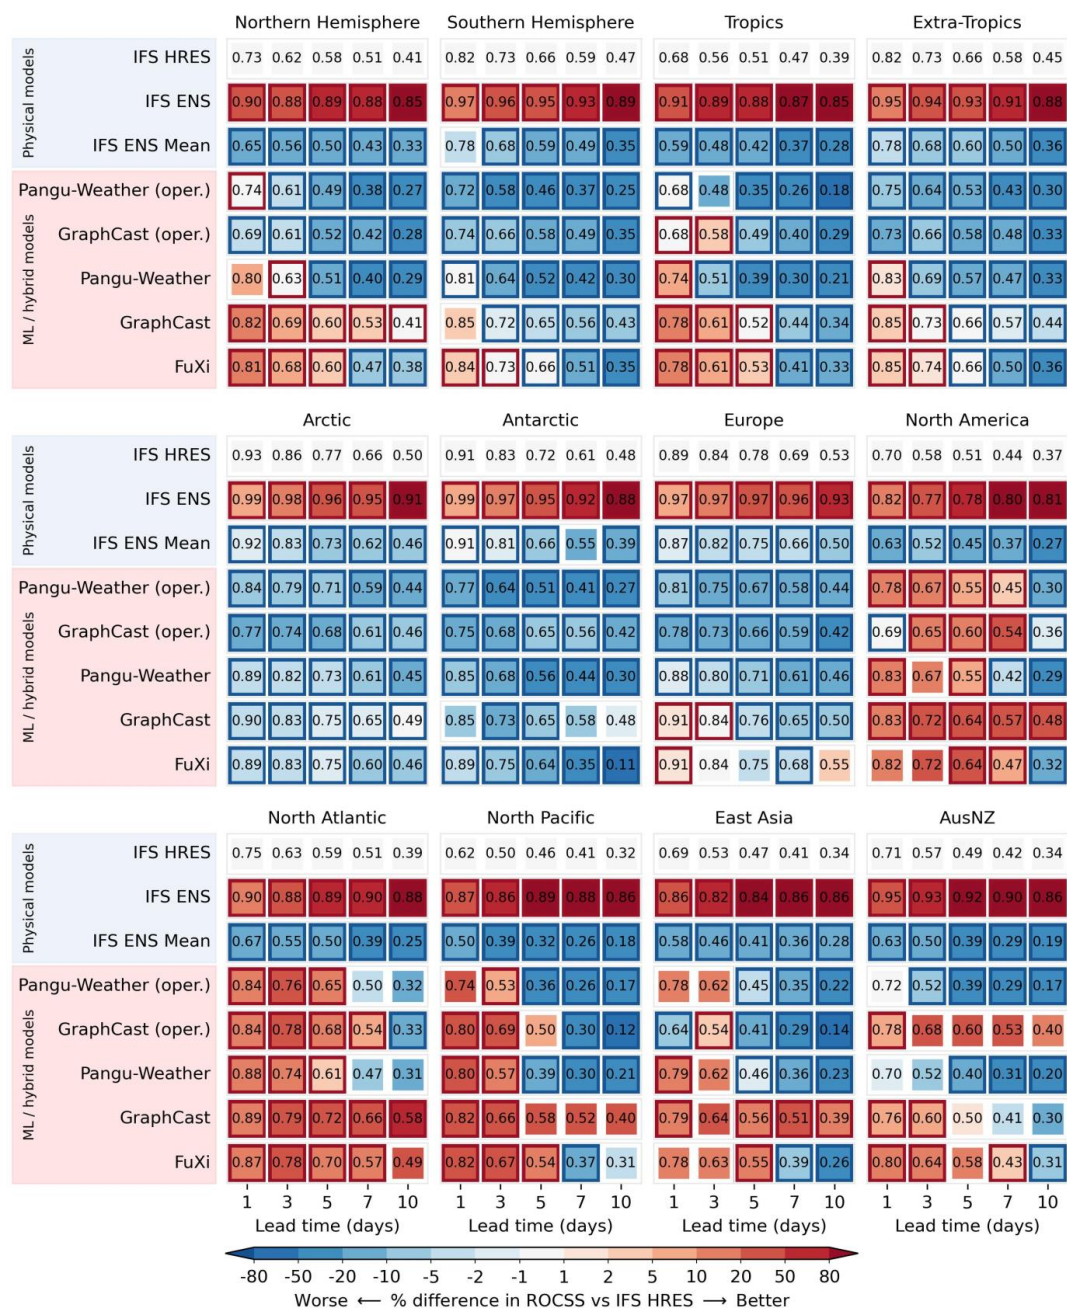 Northern Hemisphere Southern Hemisphere Tropics Extra-Tropics
Physical models
IFS HRES 0.73 0.62 0.58 0.51 0.41 0.82 0.73 0.66 0.59 0.47 0.68 0.56 0.51 0.47 0.39 0.82 0.73 0.66 0.58 0.45
IFS ENS 0.90 0.88 0.89 0.88 0.85 0.97 0.96 0.95 0.93 0.89 0.91 0.89 0.88 0.87 0.85 0.95 0.94 0.93 0.91 0.88
IFS ENS Mean 0.65 0.56 0.50 0.43 0.33 0.78 0.68 0.59 0.49 0.35 0.59 0.48 0.42 0.37 0.28 0.78 0.68 0.60 0.50 0.36
ML / hybrid models
Pangu-Weather (oper.) 0.74 0.61 0.49 0.38 0.27 0.72 0.58 0.46 0.37 0.25 0.68 0.48 0.35 0.26 0.18 0.75 0.64 0.53 0.43 0.30
GraphCast (oper.) 0.69 0.61 0.52 0.42 0.28 0.74 0.66 0.58 0.49 0.35 0.68 0.58 0.49 0.40 0.29 0.73 0.66 0.58 0.48 0.33
Pangu-Weather 0.80 0.63 0.51 0.40 0.29 0.81 0.64 0.52 0.42 0.30 0.74 0.51 0.39 0.30 0.21 0.83 0.69 0.57 0.47 0.33
GraphCast 0.82 0.69 0.60 0.53 0.41 0.85 0.72 0.65 0.56 0.43 0.78 0.61 0.52 0.44 0.34 0.85 0.73 0.66 0.57 0.44
FuXi 0.81 0.68 0.60 0.47 0.38 0.84 0.73 0.66 0.51 0.35 0.78 0.61 0.53 0.41 0.33 0.85 0.74 0.66 0.50 0.36
Arctic Antarctic Europe North America
Physical models
IFS HRES 0.93 0.86 0.77 0.66 0.50 0.91 0.83 0.72 0.61 0.48 0.89 0.84 0.78 0.69 0.53 0.70 0.58 0.51 0.44 0.37
IFS ENS 0.99 0.98 0.96 0.95 0.91 0.99 0.97 0.95 0.92 0.88 0.97 0.97 0.97 0.96 0.93 0.82 0.77 0.78 0.80 0.81
IFS ENS Mean 0.92 0.83 0.73 0.62 0.46 0.91 0.81 0.66 0.55 0.39 0.87 0.82 0.75 0.66 0.50 0.63 0.52 0.45 0.37 0.27
ML / hybrid models
Pangu-Weather (oper.) 0.84 0.79 0.71 0.59 0.44 0.77 0.64 0.51 0.41 0.27 0.81 0.75 0.67 0.58 0.44 0.78 0.67 0.55 0.45 0.30
GraphCast (oper.) 0.77 0.74 0.68 0.61 0.46 0.75 0.68 0.65 0.56 0.42 0.78 0.73 0.66 0.59 0.42 0.69 0.65 0.60 0.54 0.36
Pangu-Weather 0.89 0.82 0.73 0.61 0.45 0.85 0.68 0.56 0.44 0.30 0.88 0.80 0.71 0.61 0.46 0.83 0.67 0.55 0.42 0.29
GraphCast 0.90 0.83 0.75 0.65 0.49 0.85 0.73 0.65 0.58 0.48 0.91 0.84 0.76 0.65 0.50 0.83 0.72 0.64 0.57 0.48
FuXi 0.89 0.83 0.75 0.60 0.46 0.89 0.75 0.64 0.35 0.11 0.91 0.84 0.75 0.68 0.55 0.82 0.72 0.64 0.47 0.32
North Atlantic North Pacific East Asia AusNZ
Physical models
IFS HRES 0.75 0.63 0.59 0.51 0.39 0.62 0.50 0.46 0.41 0.32 0.69 0.53 0.47 0.41 0.34 0.71 0.57 0.49 0.42 0.34
IFS ENS 0.90 0.88 0.89 0.90 0.88 0.87 0.86 0.89 0.88 0.86 0.86 0.82 0.84 0.86 0.86 0.95 0.93 0.92 0.90 0.86
IFS ENS Mean 0.67 0.55 0.50 0.39 0.25 0.50 0.39 0.32 0.26 0.18 0.58 0.46 0.41 0.36 0.28 0.63 0.50 0.39 0.29 0.19
ML / hybrid models
Pangu-Weather (oper.) 0.84 0.76 0.65 0.50 0.32 0.74 0.53 0.36 0.26 0.17 0.78 0.62 0.45 0.35 0.22 0.72 0.52 0.39 0.29 0.17
GraphCast (oper.) 0.84 0.78 0.68 0.54 0.33 0.80 0.69 0.50 0.30 0.12 0.64 0.54 0.41 0.29 0.14 0.78 0.68 0.60 0.53 0.40
Pangu-Weather 0.88 0.74 0.61 0.47 0.31 0.80 0.57 0.39 0.30 0.21 0.79 0.62 0.46 0.36 0.23 0.70 0.52 0.40 0.31 0.20
GraphCast 0.89 0.79 0.72 0.66 0.58 0.82 0.66 0.58 0.52 0.40 0.79 0.64 0.56 0.51 0.39 0.76 0.60 0.50 0.41 0.30
FuXi 0.87 0.78 0.70 0.57 0.49 0.82 0.67 0.54 0.37 0.31 0.78 0.63 0.55 0.39 0.26 0.80 0.64 0.58 0.43 0.31
1 3 5 7 10 1 3 5 7 10 1 3 5 7 10 1 3 5 7 10
Lead time (days) Lead time (days) Lead time (days) Lead time (days)
-80 -50 -20 -10 -5 -2 -1 1 2 5 10 20 50 80
Worse ← % difference in ROCSS vs IFS HRES → Better